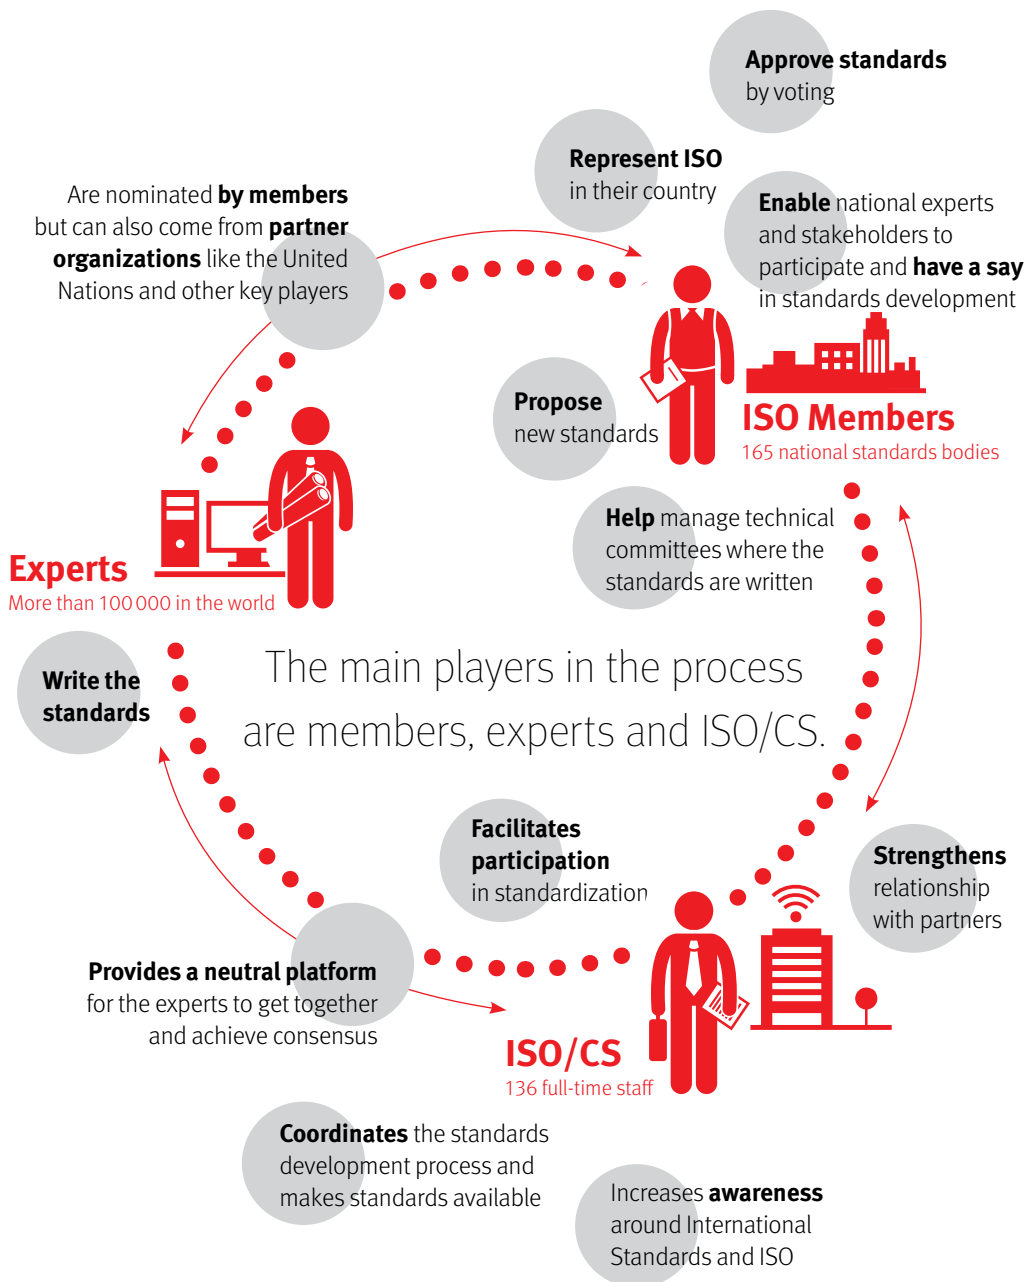 Approve standards
by voting
Represent ISO
in their country
Enable national experts
and stakeholders to
participate and have a say
in standards development
Are nominated by members
but can also come from partner
organizations like the United
Nations and other key players
Propose
new standards
ISO Members
165 national standards bodies
Help manage technical
committees where the
standards are written
Experts
More than 100 000 in the world
Write the
standards
The main players in the process
are members, experts and ISO/CS.
Facilitates
participation
in standardization
Strengthens
relationship
with partners
Provides a neutral platform
for the experts to get together
and achieve consensus
ISO/CS
136 full-time staff
Coordinates the standards
development process and
makes standards available
Increases awareness
around International
Standards and ISO